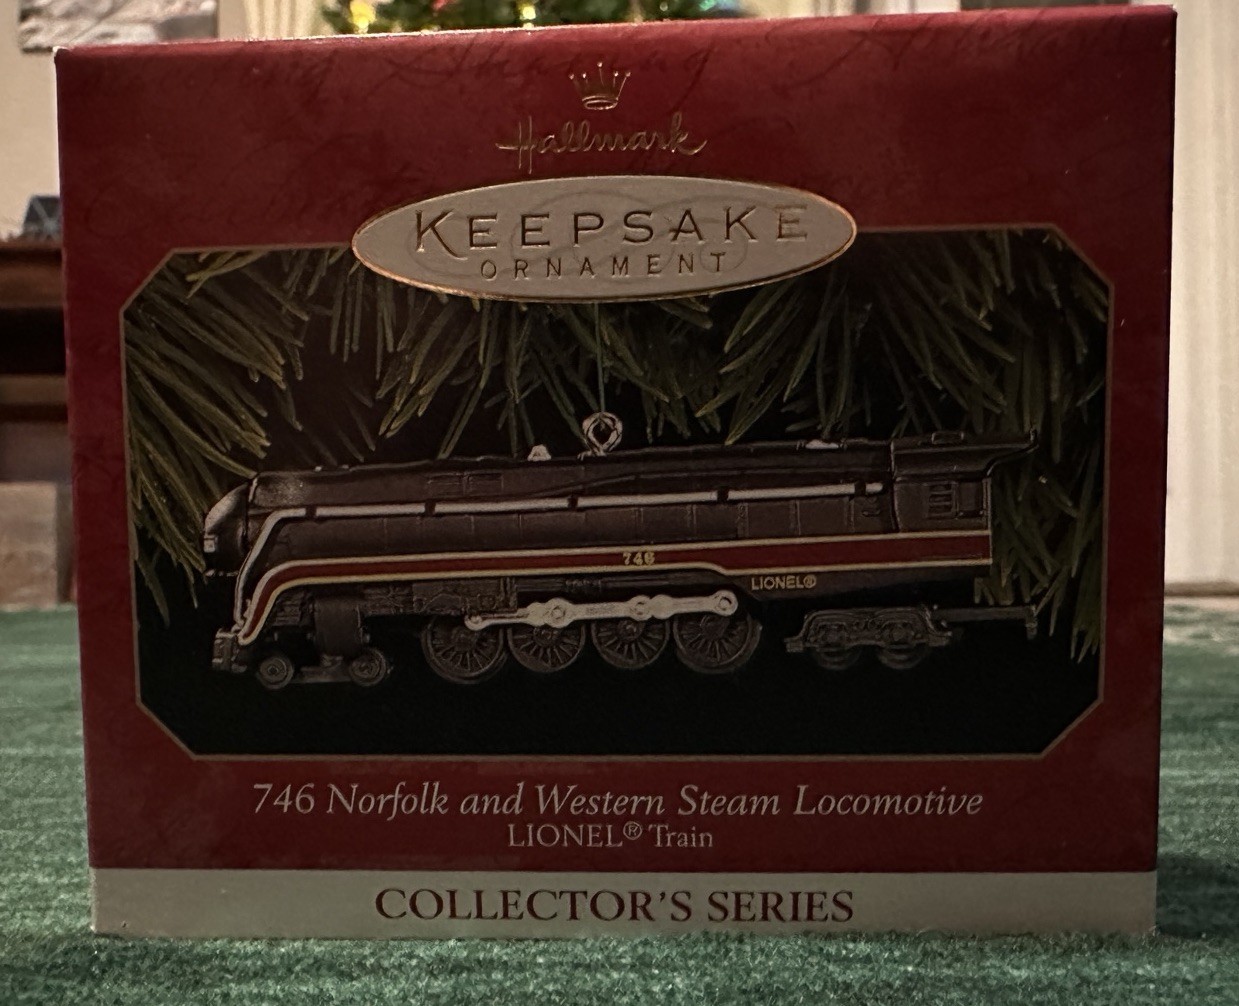 Hallmark
KEEPSAKE
ORNAMENT
746
LIONEL®
746 Norfolk and Western Steam Locomotive
LIONEL® Train
COLLECTOR'S SERIES